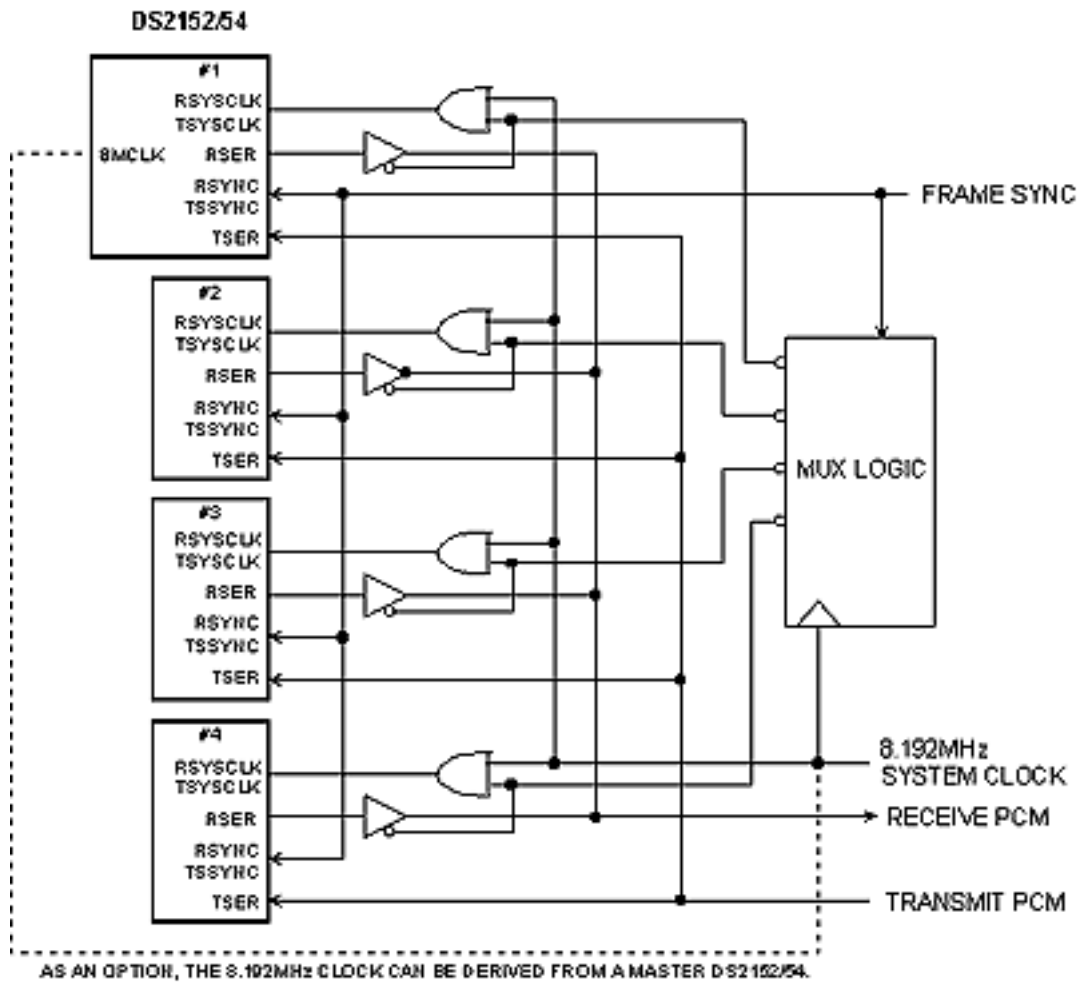 DS2152/54
#1
RSYSCLK
TSYSCLK
8MCLK RSER
RSYNC
TSSYNC
TSER
FRAME SYNC
#2
RSYSCLK
TSYSCLK
RSER
RSYNC
TSSYNC
TSER
MUX LOGIC
#3
RSYSCLK
TSYSCLK
RSER
RSYNC
TSSYNC
TSER
#4
RSYSCLK
TSYSCLK
RSER
RSYNC
TSSYNC
TSER
8.192MHz
SYSTEM CLOCK
RECEIVE PCM
TRANSMIT PCM
AS AN OPTION, THE 8.192MHz CLOCK CAN BE DERIVED FROM A MASTER DS2152/54.